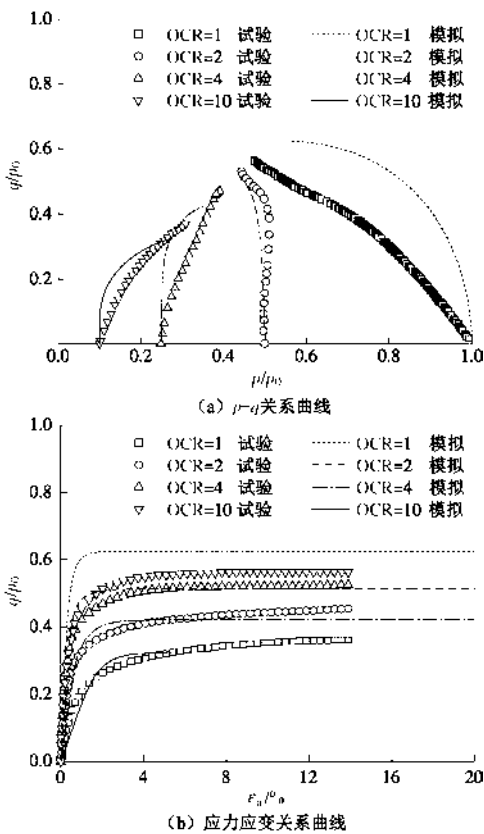 1.0
0.8
0.6
0.4
0.2
0
q/p₀
OCR=1 试验 OCR=1 模拟
OCR=2 试验 OCR=2 模拟
OCR=4 试验 OCR=4 模拟
OCR=10 试验 OCR=10 模拟
0.0 0.2 0.4 0.6 0.8 1.0
p/p₀
(a) p-q关系曲线
1.0
0.8
0.6
0.4
0.2
0.0
q/p₀
OCR=1 试验 OCR=1 模拟
OCR=2 试验 OCR=2 模拟
OCR=4 试验 OCR=4 模拟
OCR=10 试验 OCR=10 模拟
0 4 8 12 16 20
εₐ/%
(b) 应力应变关系曲线